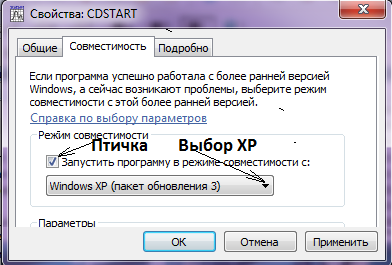 Свойства: CDSTART
Общие Совместимость Подробно
Если программа успешно работала с более ранней версией
Windows, а сейчас возникают проблемы, выберите режим
совместимости с этой более ранней версией.
Справка по выбору параметров
Режим совместимости
Птичка Выбор XP
Запустить программу в режиме совместимости с:
Windows XP (пакет обновления 3)
Параметры
ОК Отмена Применить